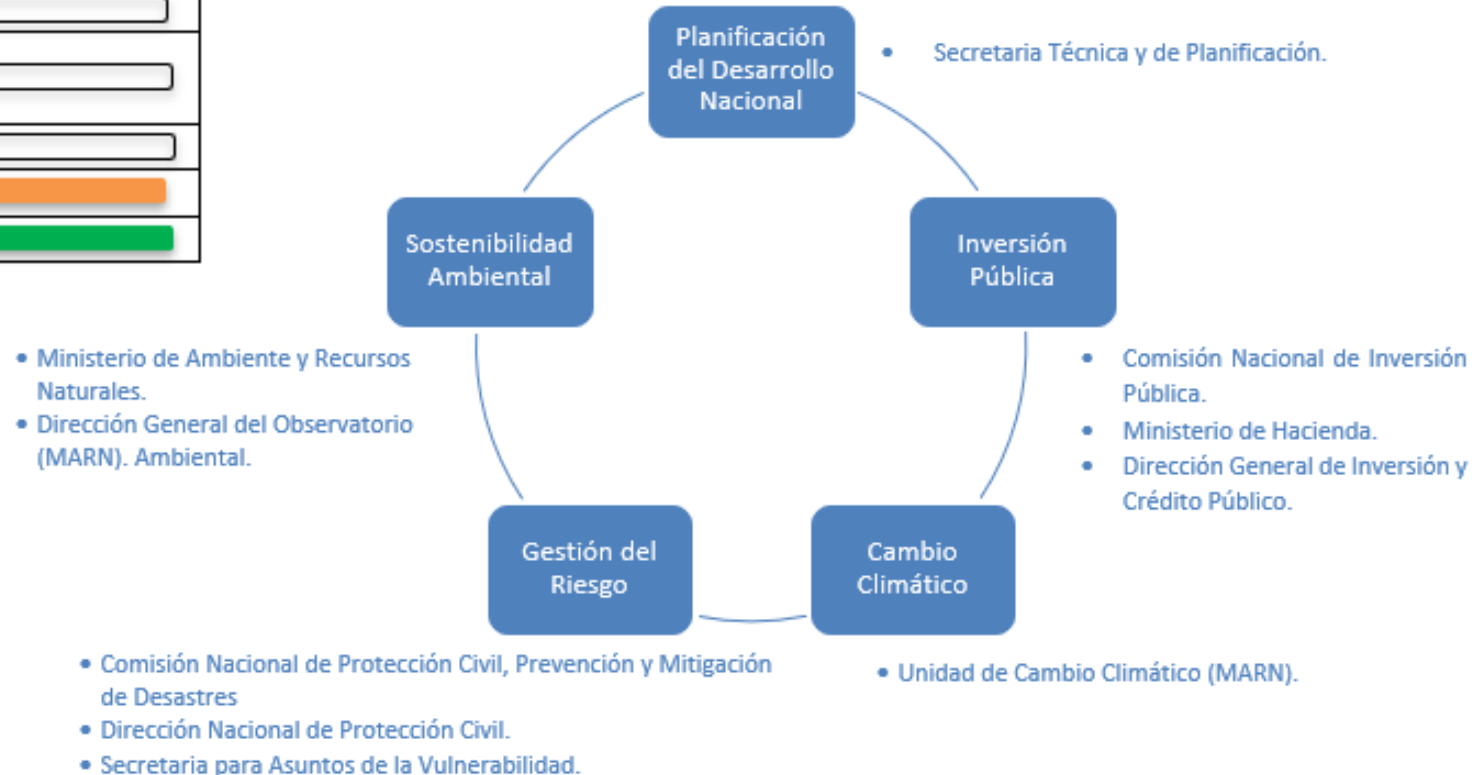 Planificación
del Desarrollo
Nacional
• Secretaria Técnica y de Planificación.
Sostenibilidad
Ambiental
Inversión
Pública
• Ministerio de Ambiente y Recursos
Naturales.
• Dirección General del Observatorio
(MARN). Ambiental.
• Comisión Nacional de Inversión
Pública.
• Ministerio de Hacienda.
• Dirección General de Inversión y
Crédito Público.
Gestión del
Riesgo
Cambio
Climático
• Comisión Nacional de Protección Civil, Prevención y Mitigación
de Desastres
• Dirección Nacional de Protección Civil.
• Secretaria para Asuntos de la Vulnerabilidad.
• Unidad de Cambio Climático (MARN).